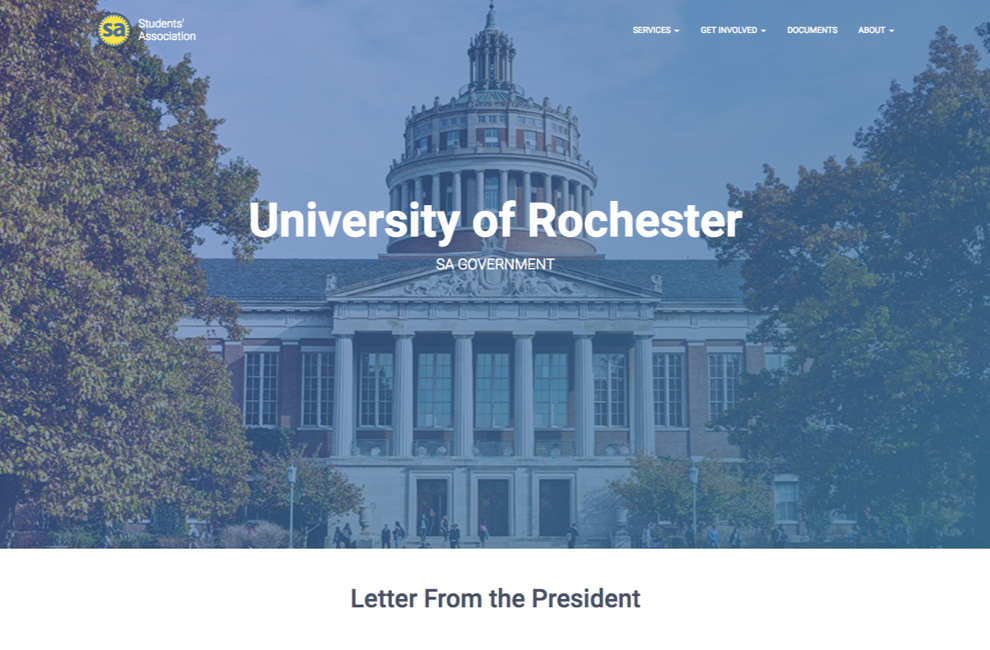 sa
Students'
Association
SERVICES
GET INVOLVED
DOCUMENTS
ABOUT
University of Rochester
SA GOVERNMENT
Letter From the President